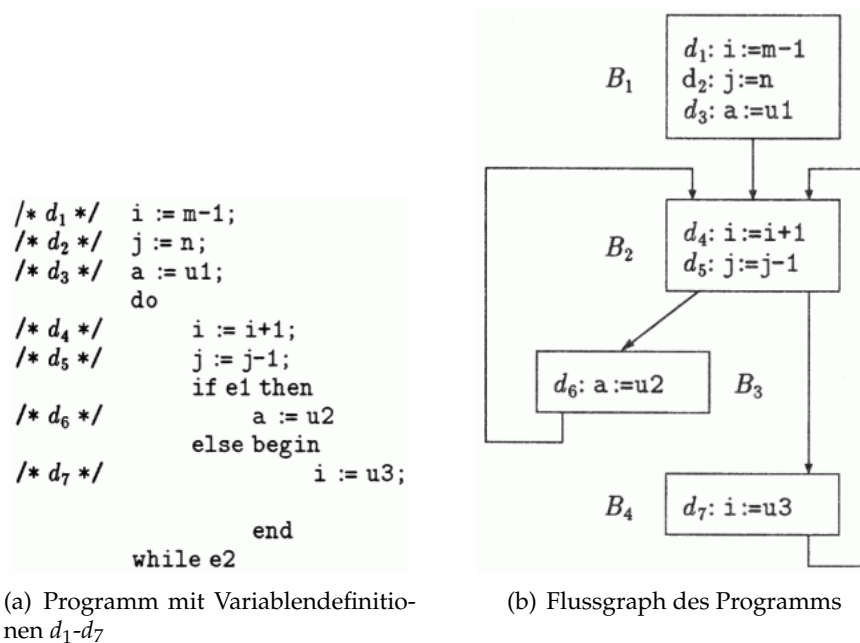 /* d1 */ i := m-1;
/* d2 */ j := n;
/* d3 */ a := u1;
do
/* d4 */ i := i+1;
/* d5 */ j := j-1;
if e1 then
/* d6 */ a := u2
else begin
/* d7 */ i := u3;
end
while e2
(a) Programm mit Variablendefinitio-
nen d1-d7
B1
d1: i:=m-1
d2: j:=n
d3: a:=u1
B2
d4: i:=i+1
d5: j:=j-1
d6: a:=u2
B3
B4
d7: i:=u3
(b) Flussgraph des Programms